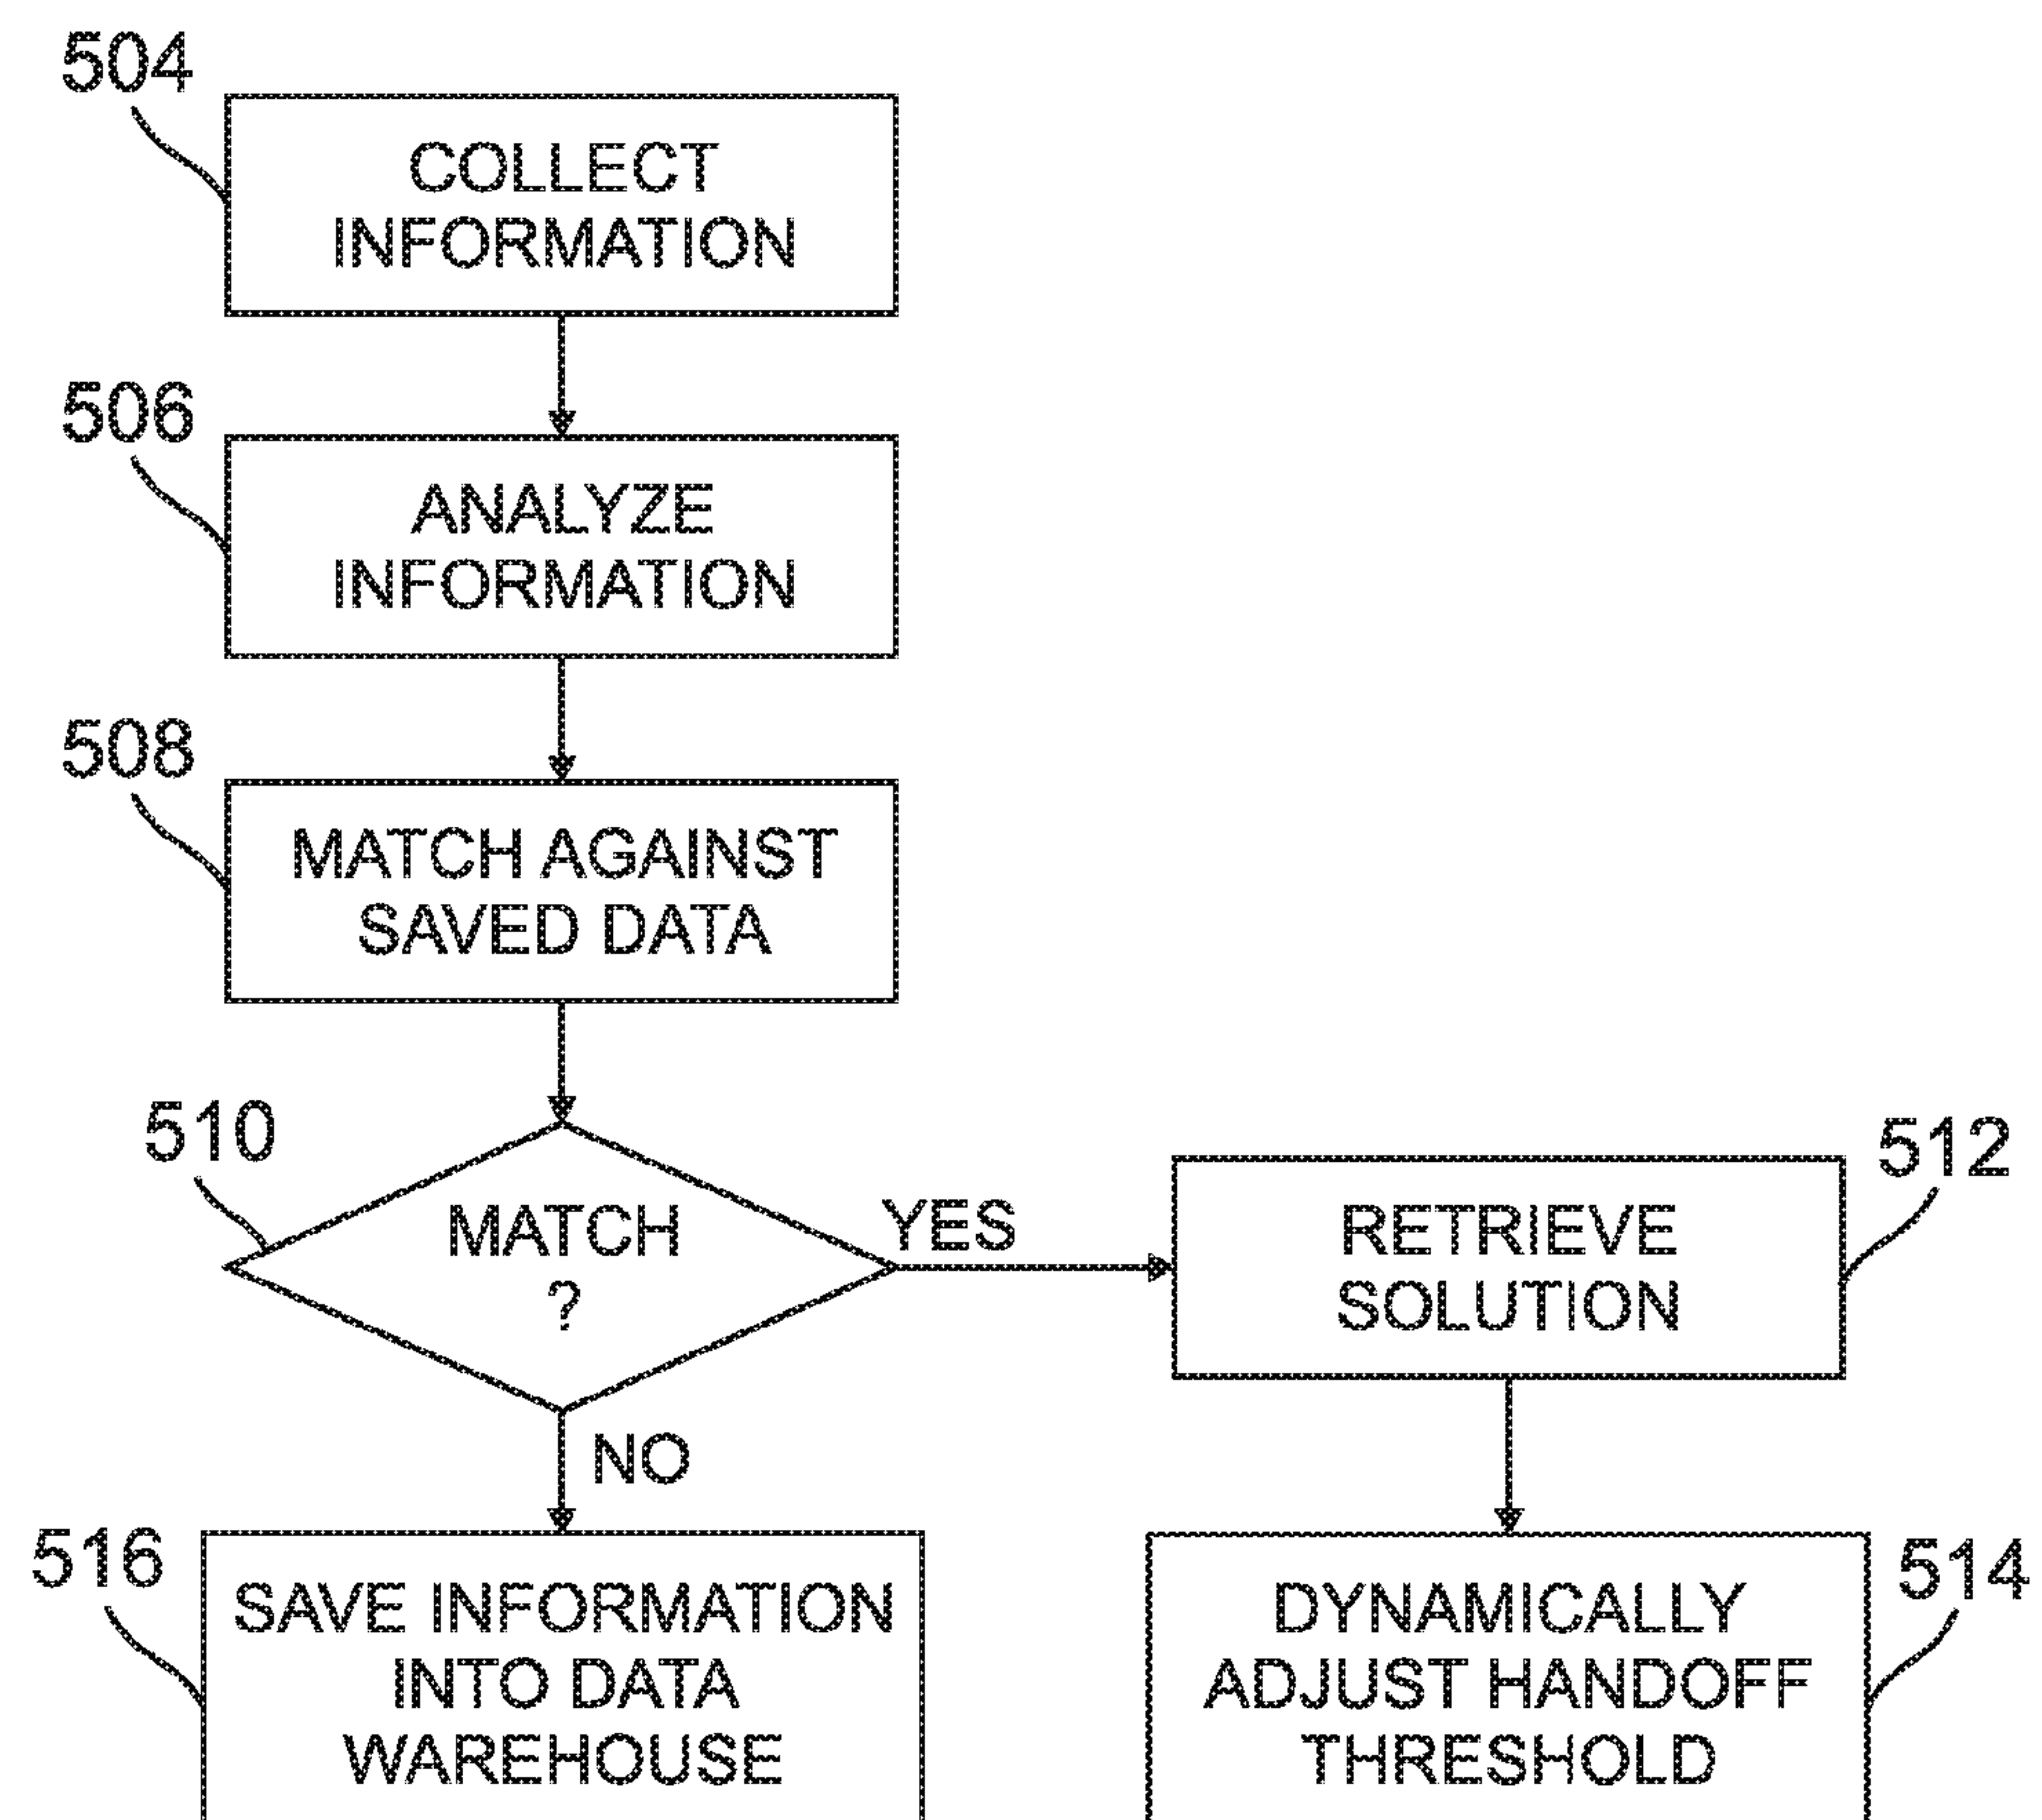 504
COLLECT
INFORMATION
506
ANALYZE
INFORMATION
508
MATCH AGAINST
SAVED DATA
510
MATCH
?
YES
512
RETRIEVE
SOLUTION
NO
516
SAVE INFORMATION
INTO DATA
WAREHOUSE
514
DYNAMICALLY
ADJUST HANDOFF
THRESHOLD